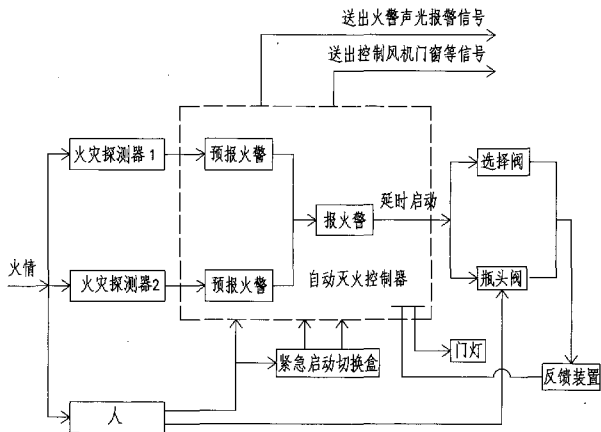 送出火警声光报警信号
送出控制风机门窗等信号
火灾探测器1
预报火警
选择阀
延时启动
报火警
火情
火灾探测器2
预报火警
自动灭火控制器
瓶头阀
紧急启动切换盒
门灯
反馈装置
人